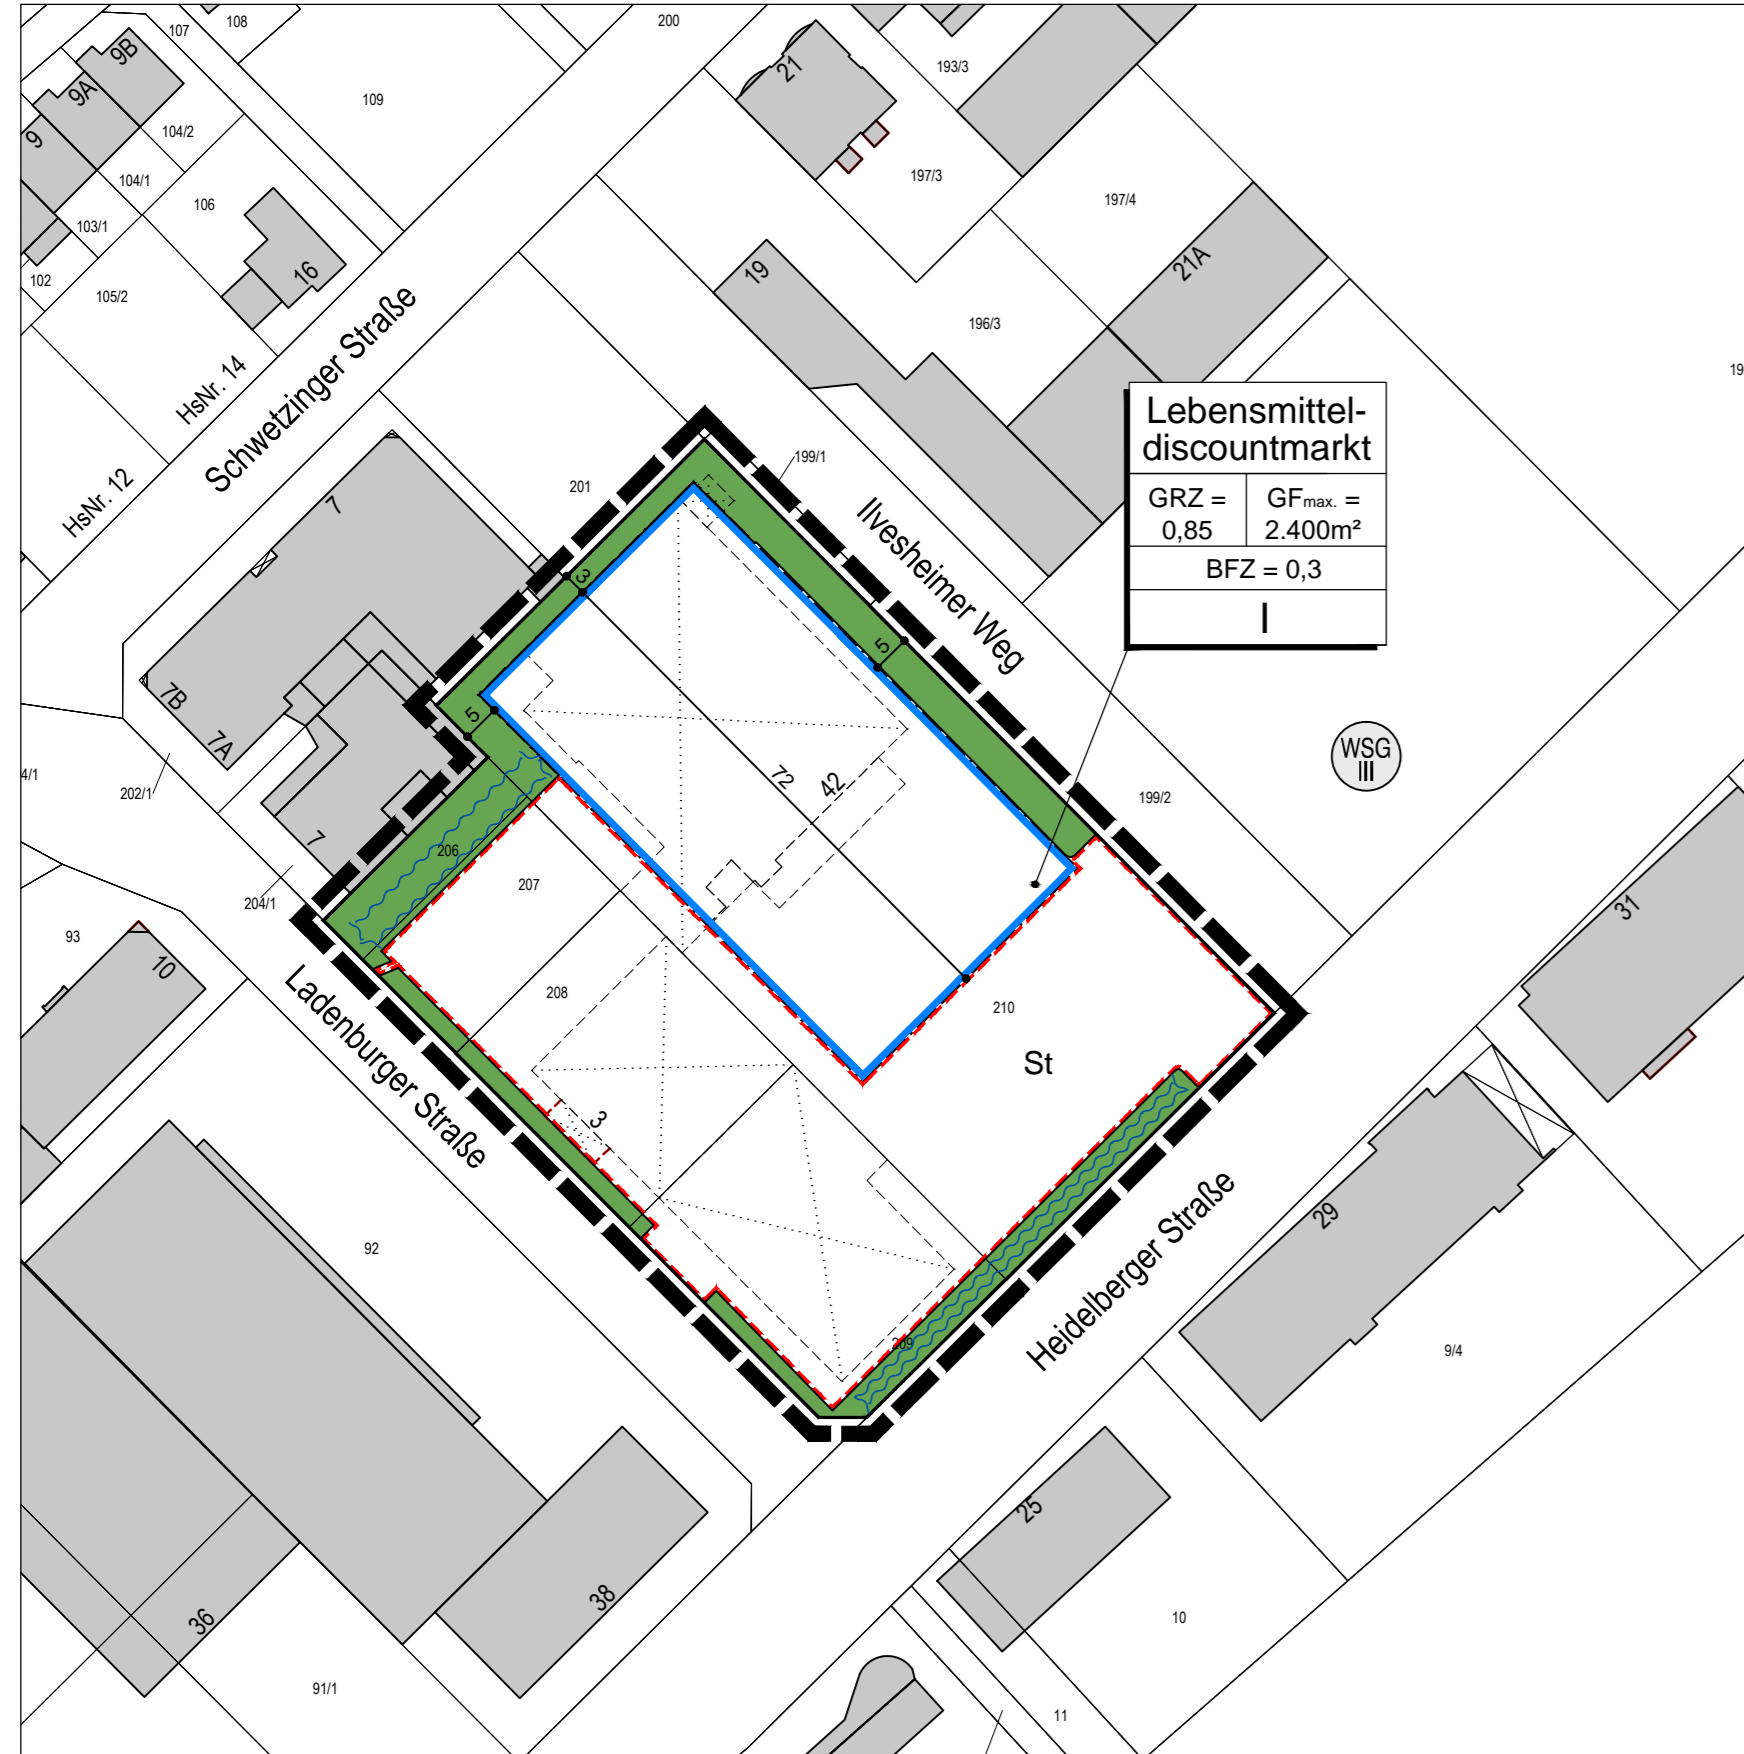 107
108
200
109
9B
9A
9
104/2
104/1
103/1
102
106
105/2
16
21
193/3
197/3
197/4
19
21A
196/3
19
HsNr. 14
HsNr. 12
Schwetzinger Straße
201
199/1
Ilvesheimer Weg
Lebensmittel-
discountmarkt
GRZ =
0,85
GFmax. =
2.400m²
BFZ = 0,3
I
WSG
III
199/2
7
7B
7A
7
4/1
202/1
204/1
3
5
5
72
42
206
207
208
210
St
209
3
93
10
Ladenburger Straße
Heidelberger Straße
31
29
9/4
92
25
10
11
36
38
91/1